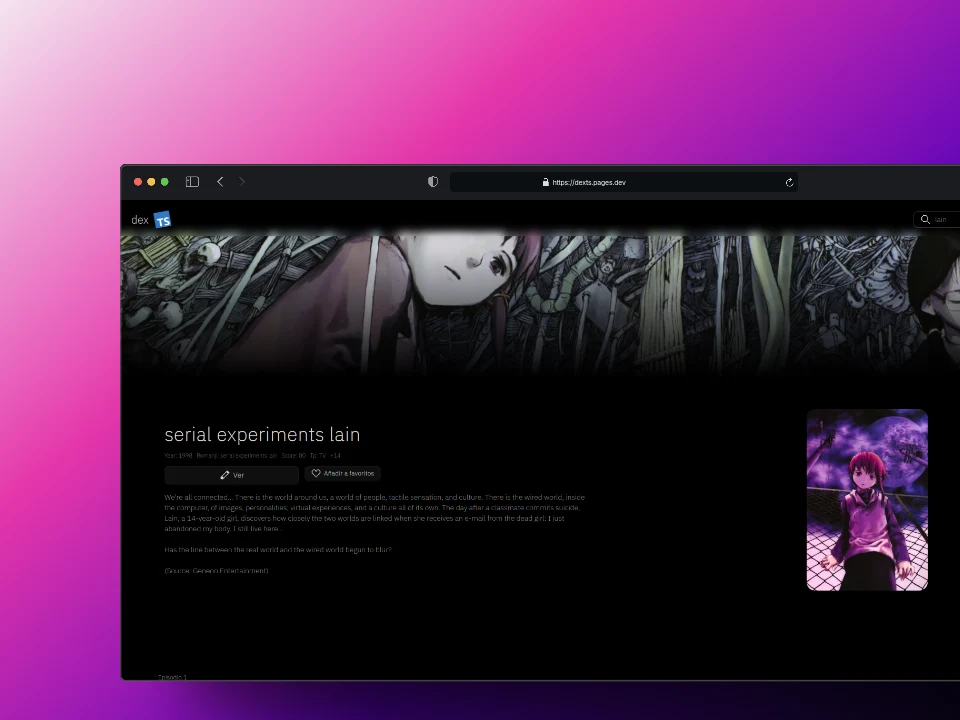 https://dexts.pages.dev
dex TS
lain
serial experiments lain
Year: 1998 Romanji: serial experiments lain Score: 80 Tp: TV +14
Ver
Añadir a favoritos
We're all connected... There is the world around us, a world of people, tactile sensation, and culture. There is the wired world, inside
the computer, of images, personalities, virtual experiences, and a culture all of its own. The day after a classmate commits suicide,
Lain, a 14-year-old girl, discovers how closely the two worlds are linked when she receives an e-mail from the dead girl: I just
abandoned my body. I still live here...
Has the line between the real world and the wired world begun to blur?
(Source: Geneon Entertainment)
Episodio 1